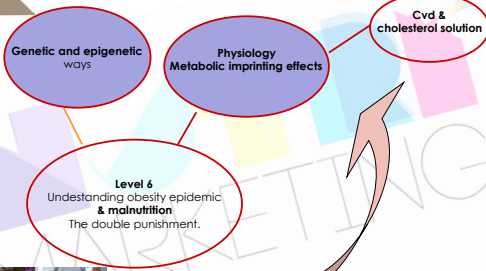 Cvd &
cholesterol solution
Genetic and epigenetic
ways
Physiology
Metabolic imprinting effects
Level 6
Undestanding obesity epidemic
& malnutrition
The double punishment.
MARKETING